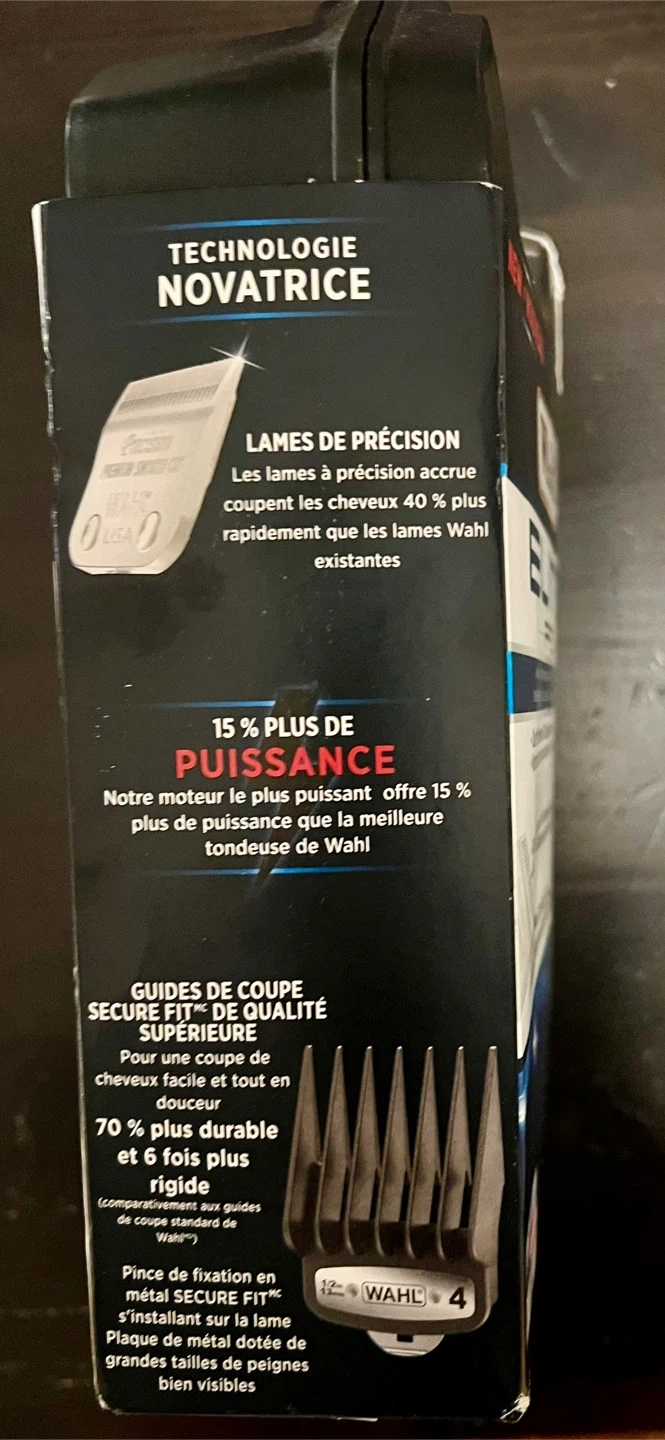 TECHNOLOGIE
NOVATRICE
USA
LAMES DE PRÉCISION
Les lames à précision accrue
coupent les cheveux 40 % plus
rapidement que les lames Wahl
existantes
15 % PLUS DE
PUISSANCE
Notre moteur le plus puissant offre 15 %
plus de puissance que la meilleure
tondeuse de Wahl
GUIDES DE COUPE
SECURE FITᴹᶜ DE QUALITÉ
SUPÉRIEURE
Pour une coupe de
cheveux facile et tout en
douceur
70 % plus durable
et 6 fois plus
rigide
(comparativement aux guides
de coupe standard de
Wahlᴹᶜ)
Pince de fixation en
métal SECURE FITᴹᶜ
s'installant sur la lame
Plaque de métal dotée de
grandes tailles de peignes
bien visibles
WAHL 4